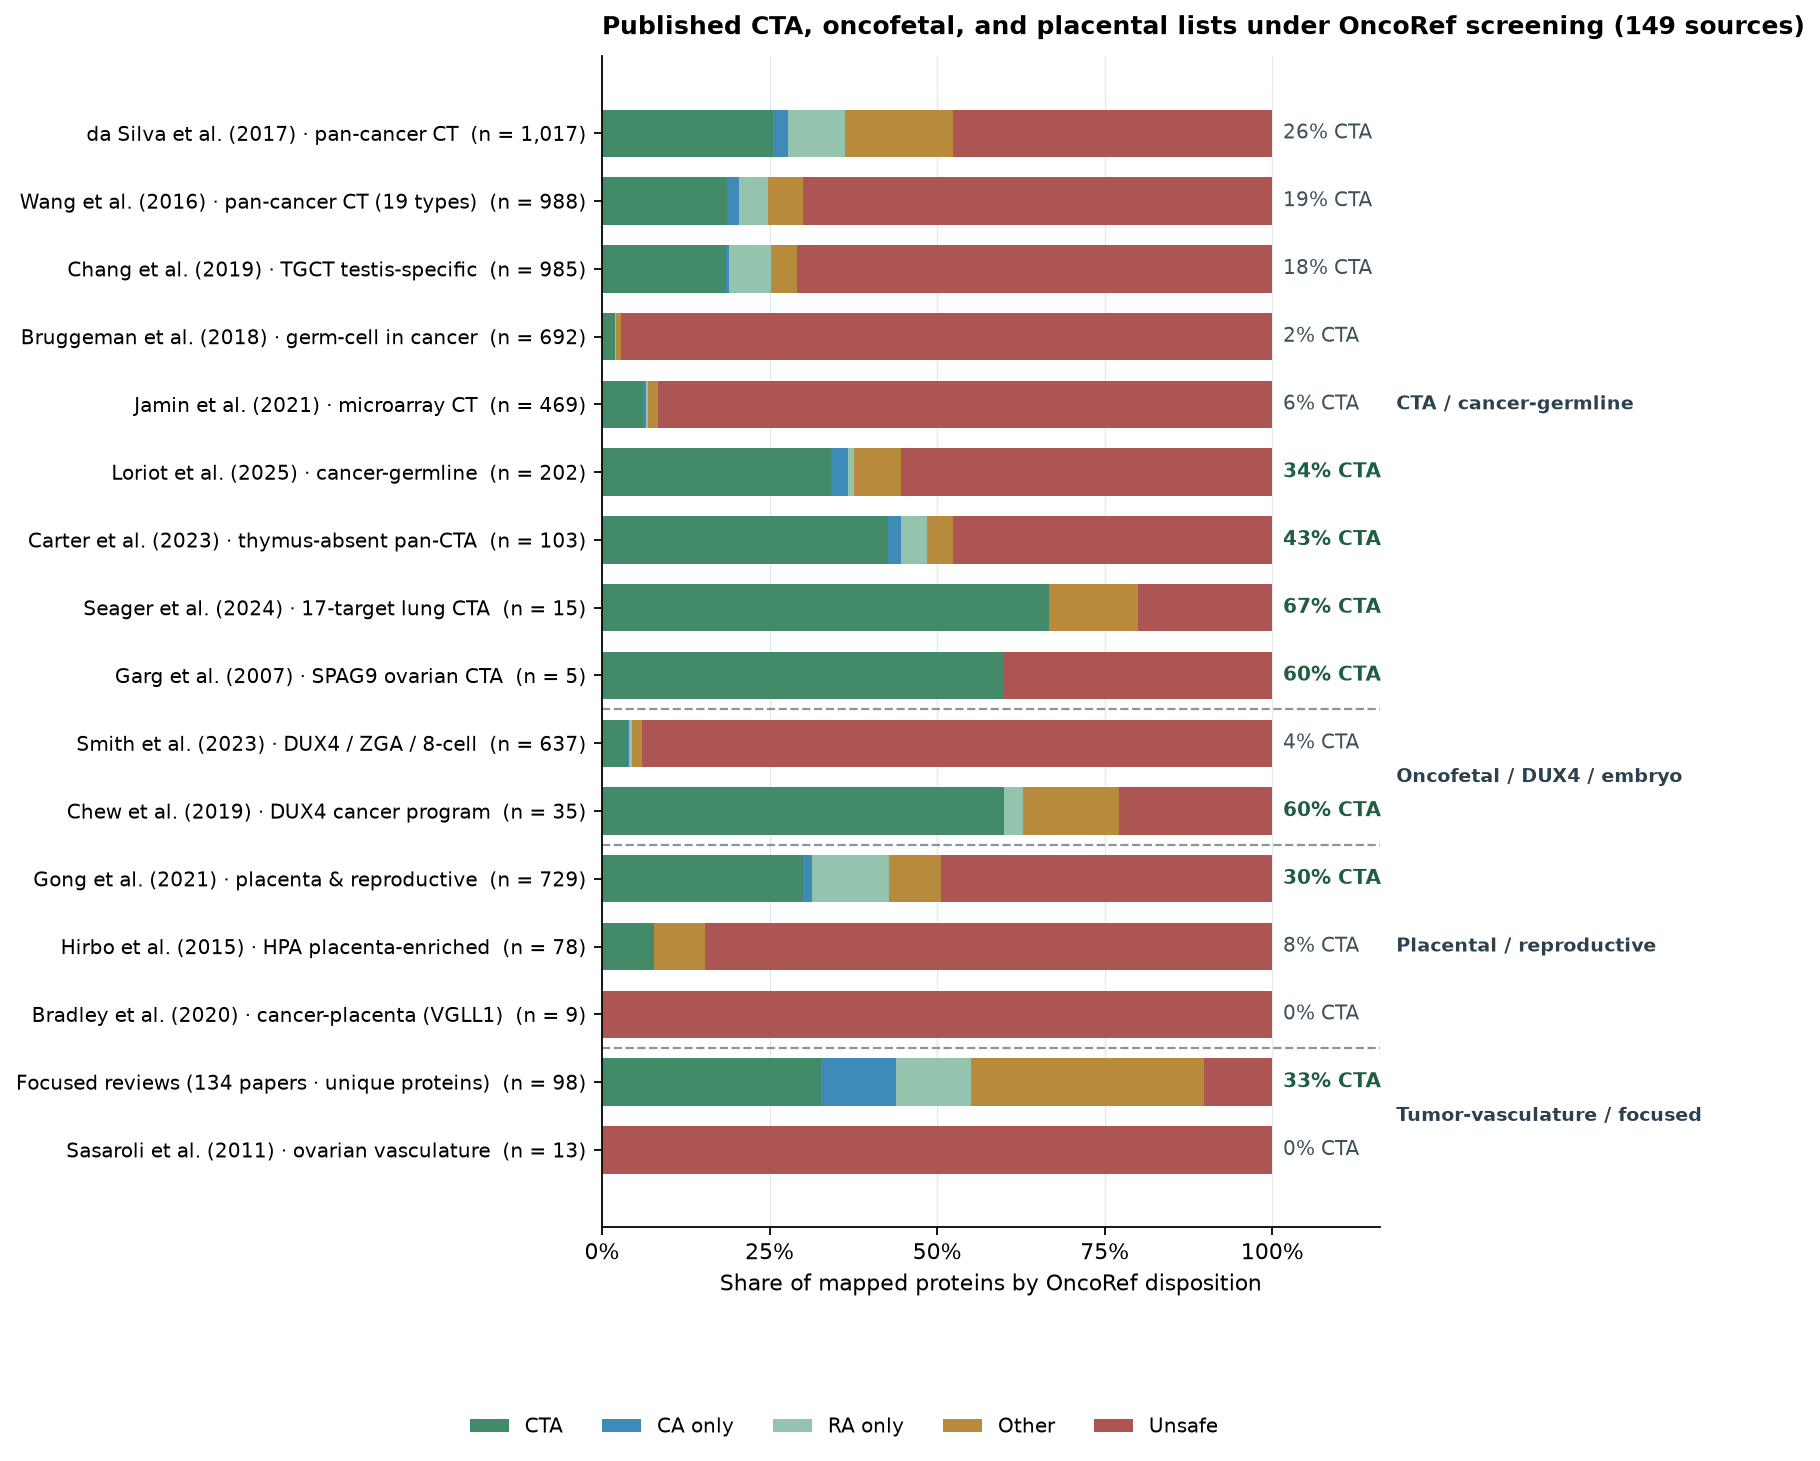 Published CTA, oncofetal, and placental lists under OncoRef screening (149 sources)
da Silva et al. (2017) · pan-cancer CT (n = 1,017) 26% CTA
Wang et al. (2016) · pan-cancer CT (19 types) (n = 988) 19% CTA
Chang et al. (2019) · TGCT testis-specific (n = 985) 18% CTA
Bruggeman et al. (2018) · germ-cell in cancer (n = 692) 2% CTA
Jamin et al. (2021) · microarray CT (n = 469) 6% CTA CTA / cancer-germline
Loriot et al. (2025) · cancer-germline (n = 202) 34% CTA
Carter et al. (2023) · thymus-absent pan-CTA (n = 103) 43% CTA
Seager et al. (2024) · 17-target lung CTA (n = 15) 67% CTA
Garg et al. (2007) · SPAG9 ovarian CTA (n = 5) 60% CTA
Smith et al. (2023) · DUX4 / ZGA / 8-cell (n = 637) 4% CTA
Oncofetal / DUX4 / embryo
Chew et al. (2019) · DUX4 cancer program (n = 35) 60% CTA
Gong et al. (2021) · placenta & reproductive (n = 729) 30% CTA
Hirbo et al. (2015) · HPA placenta-enriched (n = 78) 8% CTA Placental / reproductive
Bradley et al. (2020) · cancer-placenta (VGLL1) (n = 9) 0% CTA
Focused reviews (134 papers · unique proteins) (n = 98) 33% CTA
Tumor-vasculature / focused
Sasaroli et al. (2011) · ovarian vasculature (n = 13) 0% CTA
0% 25% 50% 75% 100%
Share of mapped proteins by OncoRef disposition
CTA CA only RA only Other Unsafe